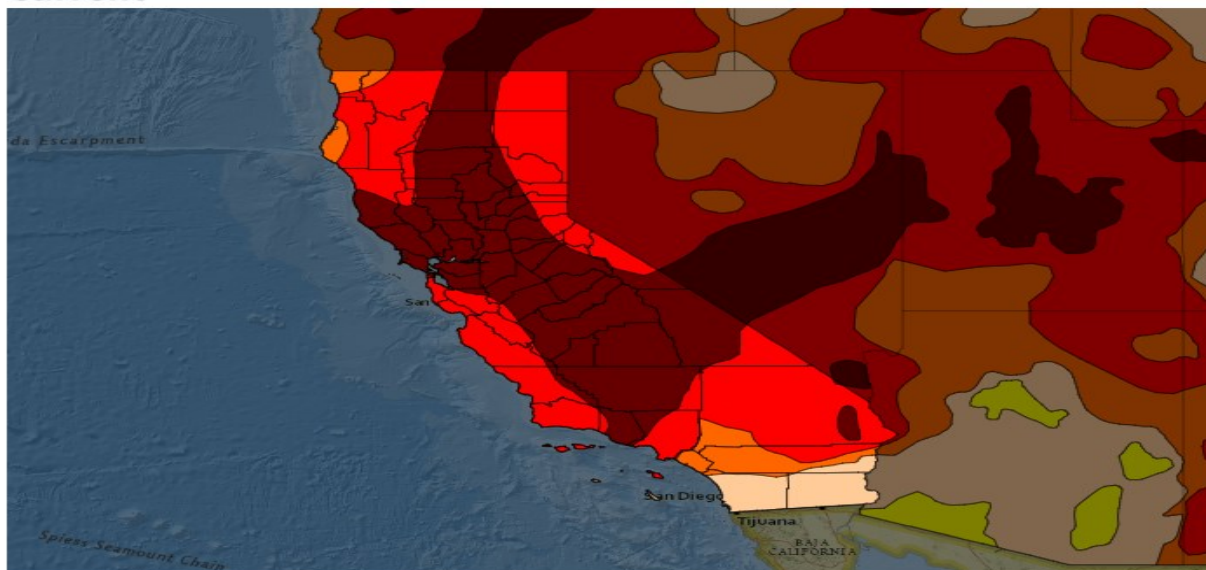 da Escarpment
San
San Diego
Tijuana
BAJA
CALIFORNIA
Spiess Seamount Chain